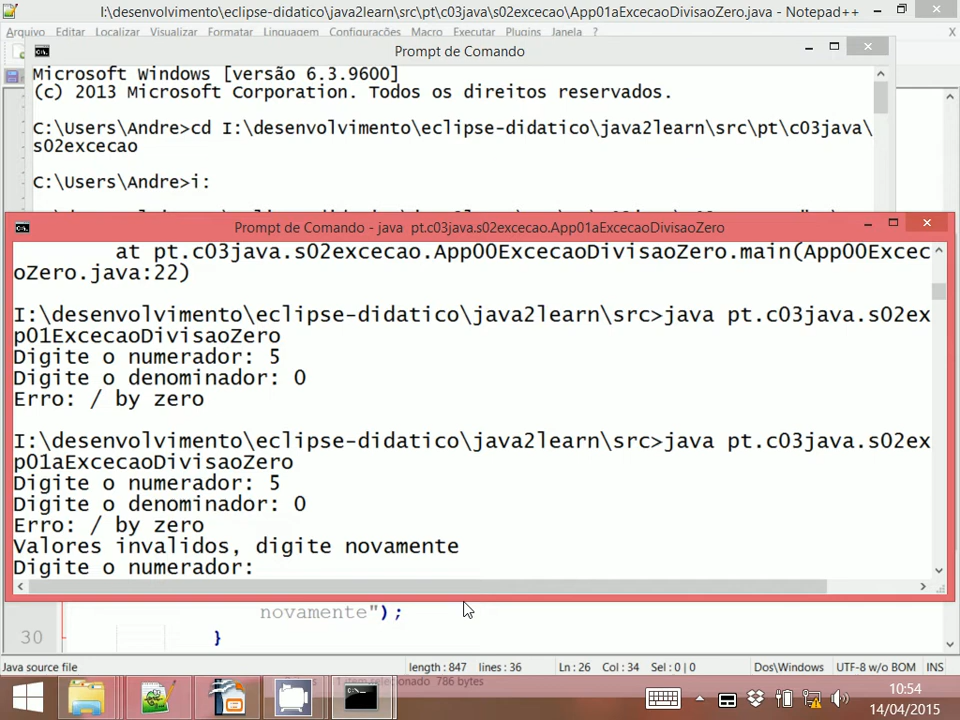 I:\desenvolvimento\eclipse-didatico\java2learn\src\pt\c03java\s02excecao\App01aExcecaoDivisaoZero.java - Notepad++
Arquivo Editar Localizar Visualizar Formatar Linguagem Configurações Macro Executar Plugins Janela ? X
Prompt de Comando
Microsoft Windows [versão 6.3.9600]
(c) 2013 Microsoft Corporation. Todos os direitos reservados.
C:\Users\Andre>cd I:\desenvolvimento\eclipse-didatico\java2learn\src\pt\c03java\
s02excecao
C:\Users\Andre>i:
Prompt de Comando - java pt.c03java.s02excecao.App01aExcecaoDivisaoZero
at pt.c03java.s02excecao.App00ExcecaoDivisaoZero.main(App00Excec
oZero.java:22)
I:\desenvolvimento\eclipse-didatico\java2learn\src>java pt.c03java.s02ex
p01ExcecaoDivisaoZero
Digite o numerador: 5
Digite o denominador: 0
Erro: / by zero
I:\desenvolvimento\eclipse-didatico\java2learn\src>java pt.c03java.s02ex
p01aExcecaoDivisaoZero
Digite o numerador: 5
Digite o denominador: 0
Erro: / by zero
Valores invalidos, digite novamente
Digite o numerador:
novamente");
30 }
Java source file length : 847 lines : 36 Ln : 26 Col : 34 Sel : 0 | 0 Dos\Windows UTF-8 w/o BOM INS
1 item selecionado 786 bytes
10:54
14/04/2015